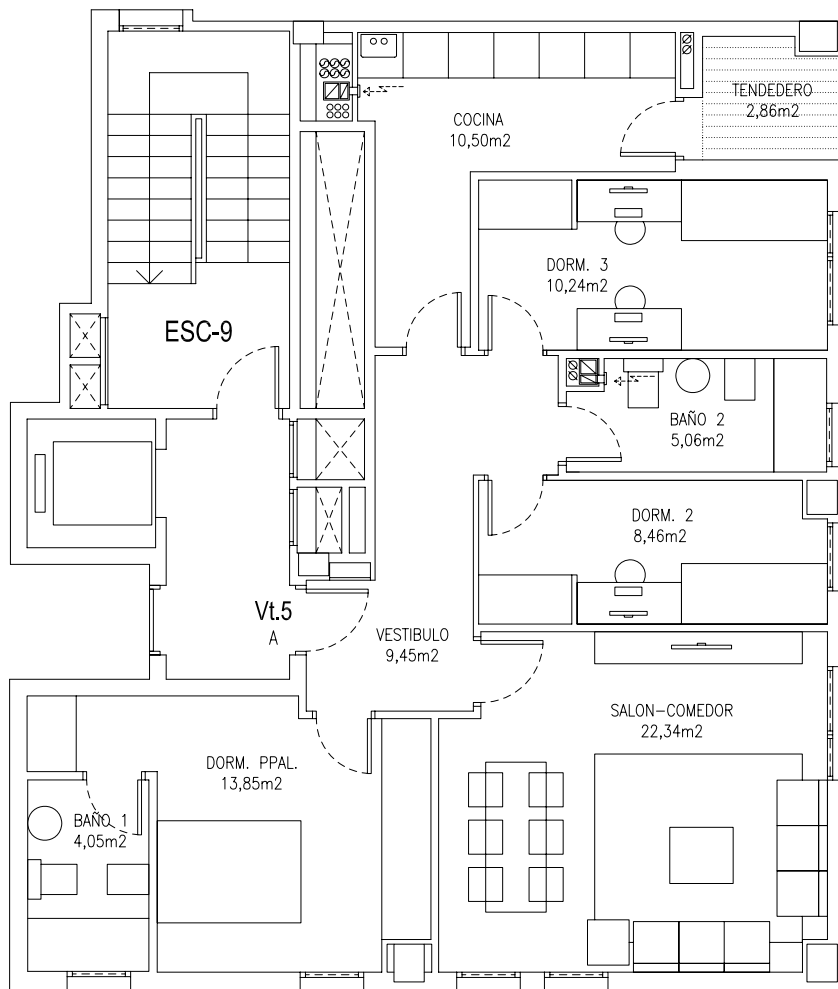 TENDEDERO
2,86m2
COCINA
10,50m2
DORM. 3
10,24m2
ESC-9
BAÑO 2
5,06m2
DORM. 2
8,46m2
Vt.5
A
VESTIBULO
9,45m2
SALON-COMEDOR
22,34m2
DORM. PPAL.
13,85m2
BAÑO 1
4,05m2